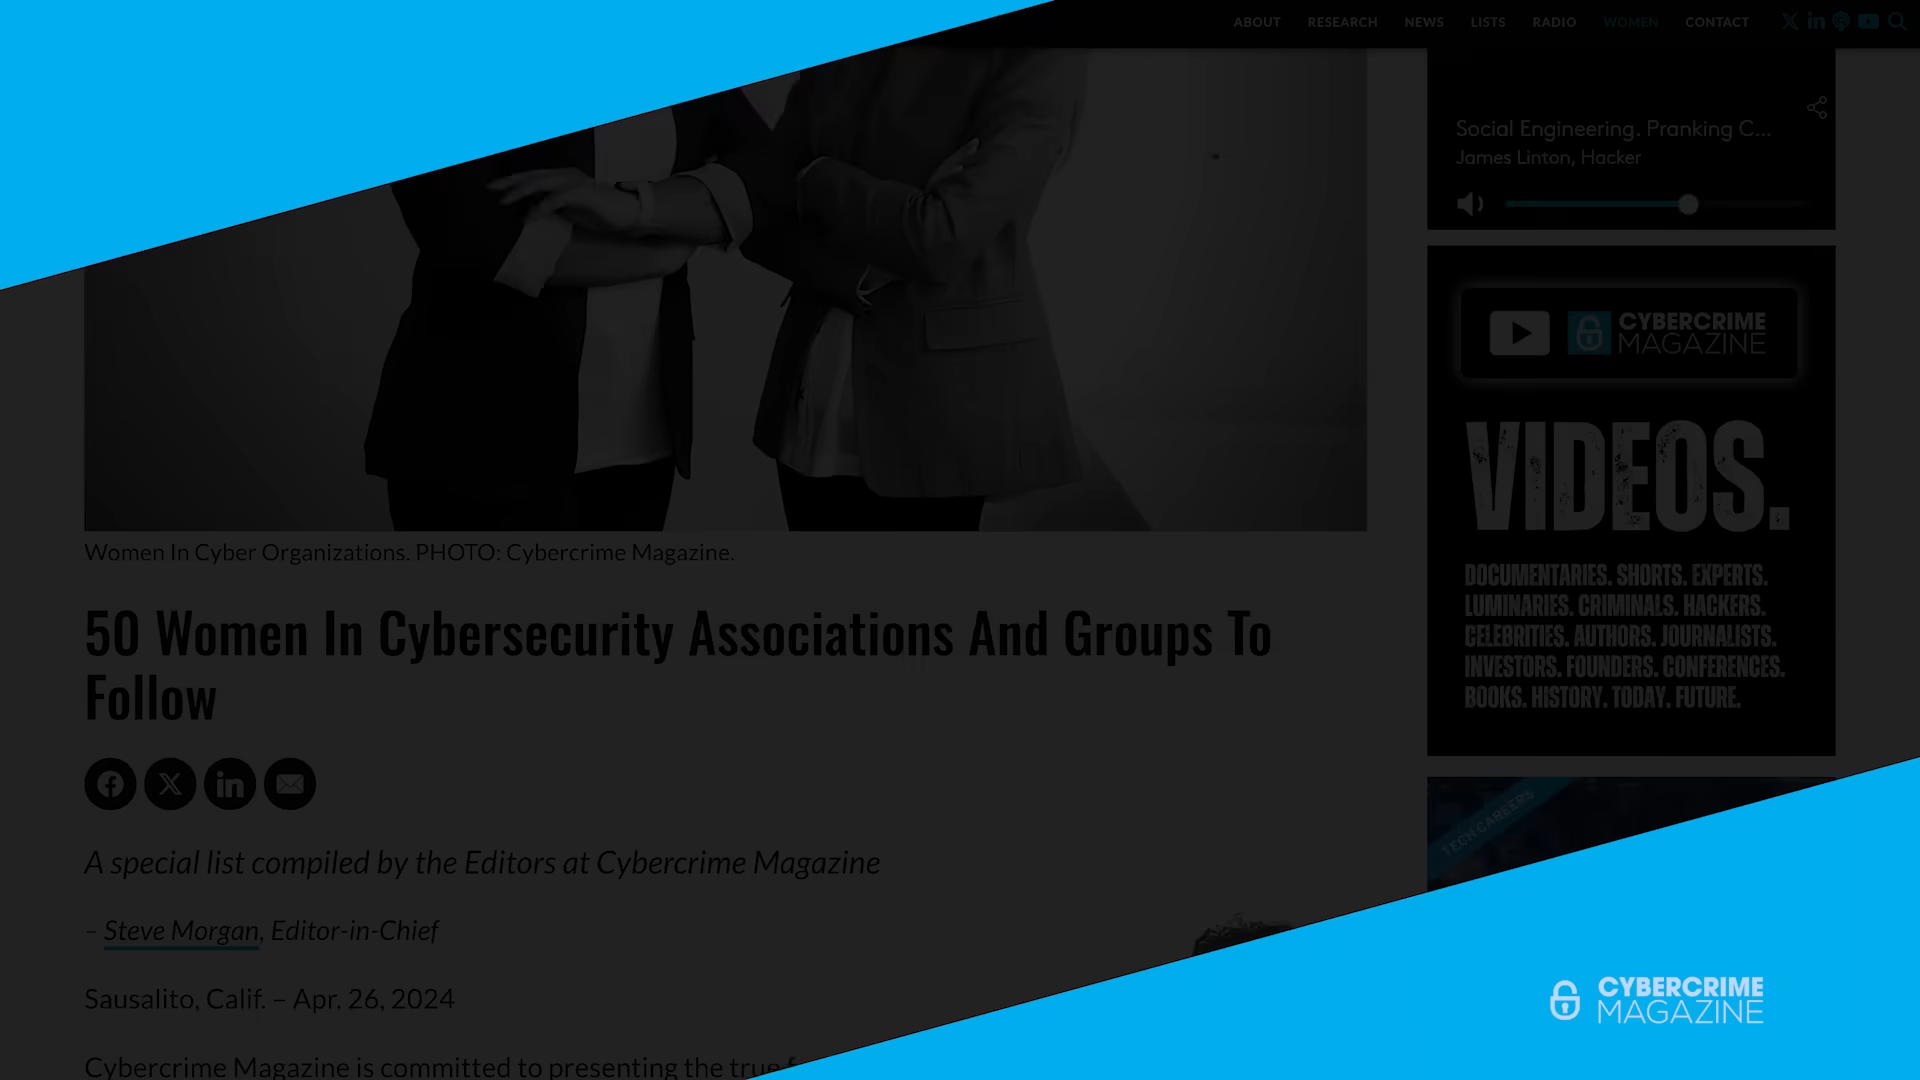 ABOUT RESEARCH NEWS LISTS RADIO WOMEN CONTACT
Social Engineering. Pranking C...
James Linton, Hacker
CYBERCRIME
MAGAZINE
VIDEOS.
DOCUMENTARIES. SHORTS. EXPERTS.
LUMINARIES. CRIMINALS. HACKERS.
CELEBRITIES. AUTHORS. JOURNALISTS.
INVESTORS. FOUNDERS. CONFERENCES.
BOOKS. HISTORY. TODAY. FUTURE.
Women In Cyber Organizations. PHOTO: Cybercrime Magazine.
50 Women In Cybersecurity Associations And Groups To
Follow
A special list compiled by the Editors at Cybercrime Magazine
– Steve Morgan, Editor-in-Chief
Sausalito, Calif. – Apr. 26, 2024
Cybercrime Magazine is committed to presenting the true
TECH CAREERS
CYBERCRIME
MAGAZINE